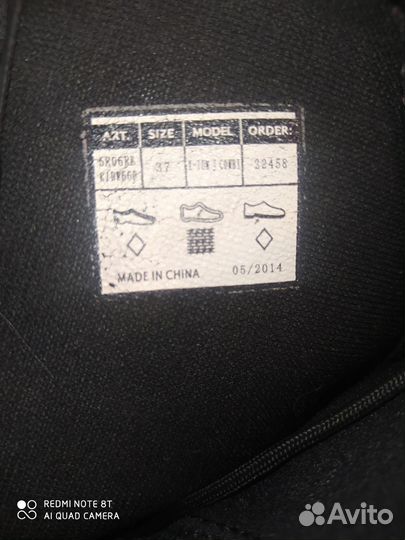 ART. SIZE MODEL ORDER:
37 32458
MADE IN CHINA 05/2014
REDMI NOTE 8T
AI QUAD CAMERA
Avito